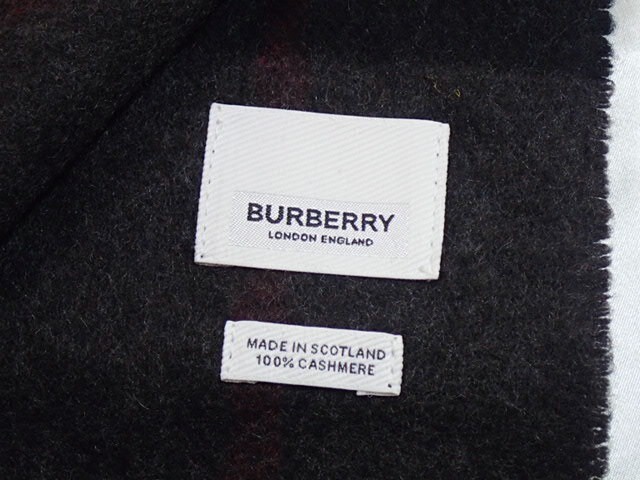 BURBERRY
LONDON ENGLAND
MADE IN SCOTLAND
100% CASHMERE